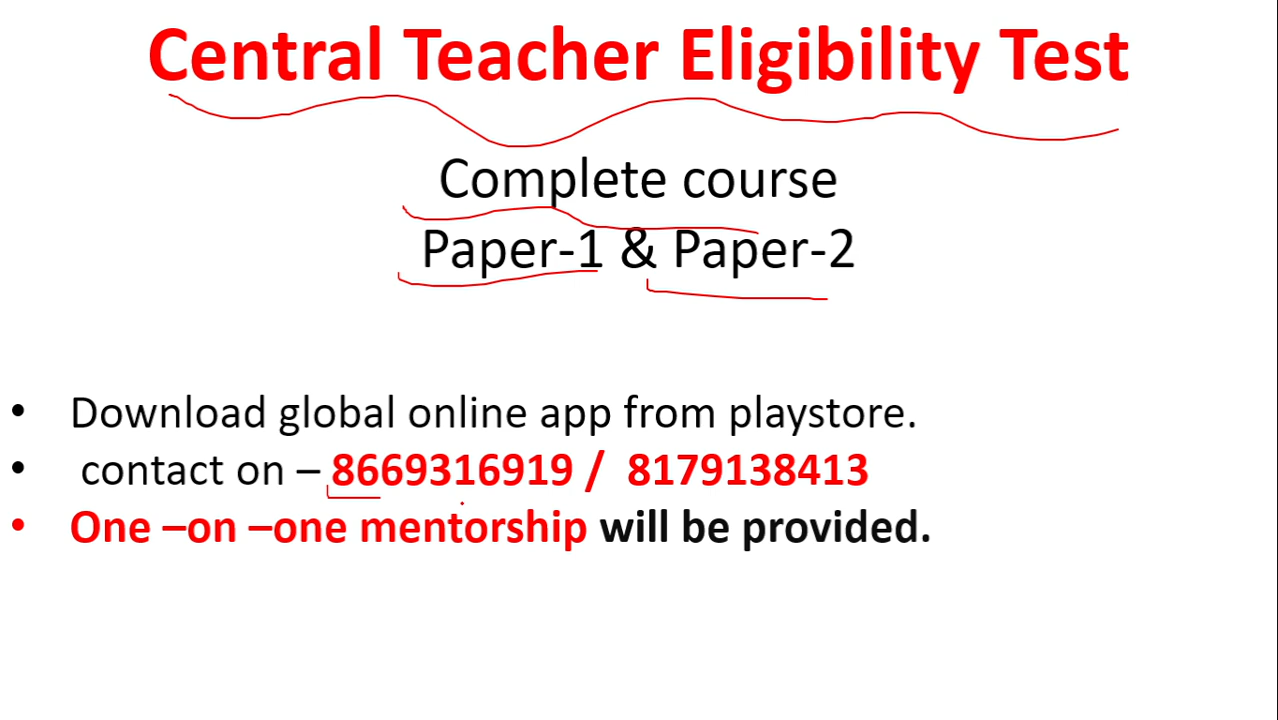 Central Teacher Eligibility Test
Complete course
Paper-1 & Paper-2
• Download global online app from playstore.
• contact on – 8669316919 / 8179138413
• One –on –one mentorship will be provided.